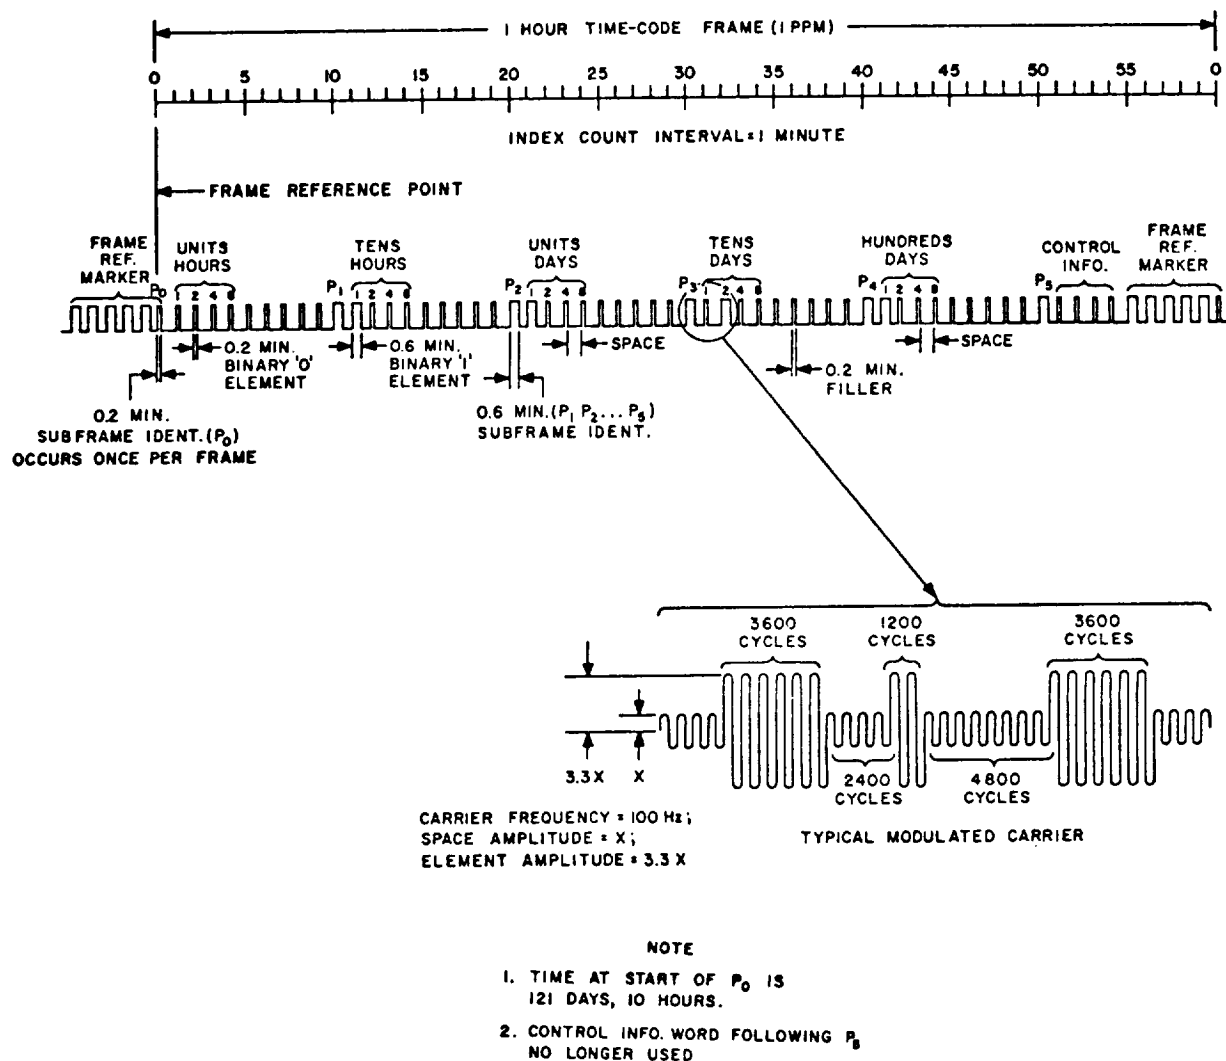 1 HOUR TIME-CODE FRAME (1 PPM)
0 5 10 15 20 25 30 35 40 45 50 55 0
INDEX COUNT INTERVAL = 1 MINUTE
FRAME REFERENCE POINT
FRAME
REF.
MARKER
UNITS
HOURS
TENS
HOURS
UNITS
DAYS
TENS
DAYS
HUNDREDS
DAYS
CONTROL
INFO.
FRAME
REF.
MARKER
P0 1 2 4 8 P1 1 2 4 8 P2 1 2 4 8 P3 1 2 4 8 P4 1 2 4 8 P5
0.2 MIN.
BINARY '0'
ELEMENT
0.6 MIN.
BINARY '1'
ELEMENT
SPACE
0.2 MIN.
FILLER
SPACE
0.2 MIN.
SUBFRAME IDENT. (P0)
OCCURS ONCE PER FRAME
0.6 MIN. (P1 P2 ... P5)
SUBFRAME IDENT.
3600
CYCLES
1200
CYCLES
3600
CYCLES
3.3X X
2400
CYCLES
4800
CYCLES
CARRIER FREQUENCY = 100 Hz;
SPACE AMPLITUDE = X;
ELEMENT AMPLITUDE = 3.3 X
TYPICAL MODULATED CARRIER
NOTE
1. TIME AT START OF P0 IS
121 DAYS, 10 HOURS.
2. CONTROL INFO. WORD FOLLOWING P5
NO LONGER USED